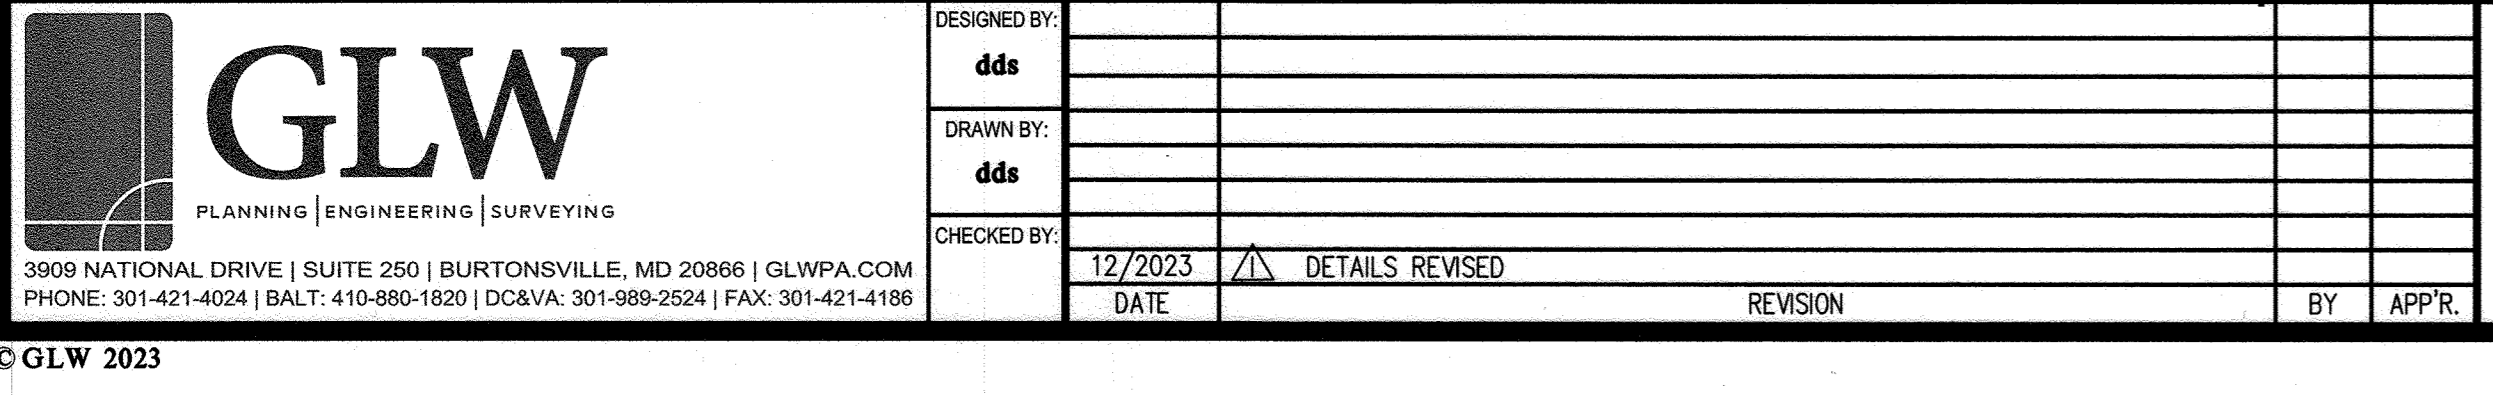 GLW
PLANNING | ENGINEERING | SURVEYING
3909 NATIONAL DRIVE | SUITE 250 | BURTONSVILLE, MD 20866 | GLWPA.COM
PHONE: 301-421-4024 | BALT: 410-880-1820 | DC&VA: 301-989-2524 | FAX: 301-421-4186
DESIGNED BY:
dds
DRAWN BY:
dds
CHECKED BY:
12/2023 1 DETAILS REVISED
DATE REVISION BY APP'R.
© GLW 2023